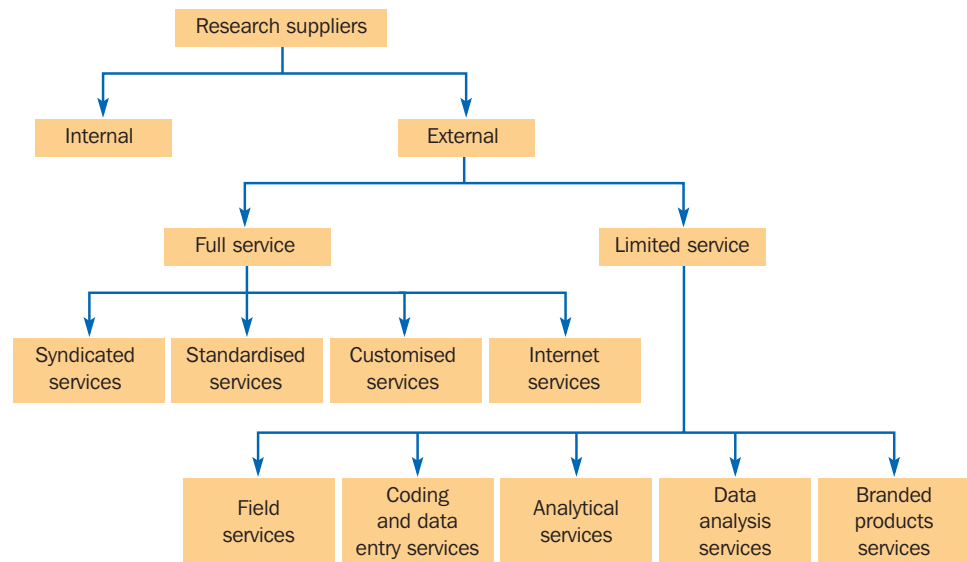 Research suppliers
Internal
External
Full service
Limited service
Syndicated
services
Standardised
services
Customised
services
Internet
services
Field
services
Coding
and data
entry services
Analytical
services
Data
analysis
services
Branded
products
services